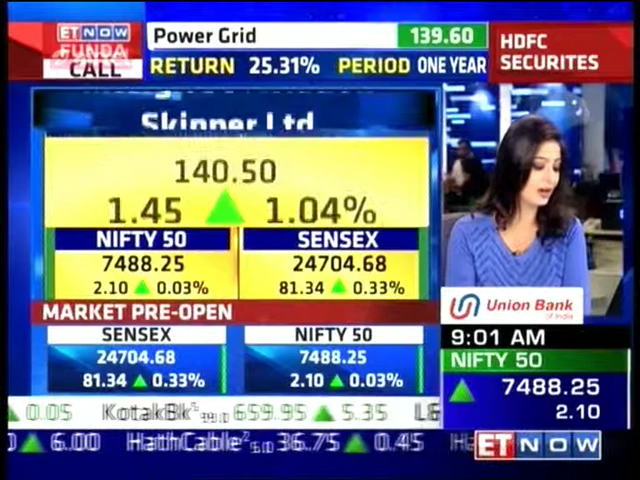 ET NOW
FUNDA
CALL
Power Grid 139.60
RETURN 25.31% PERIOD ONE YEAR
HDFC
SECURITES
Skipper Ltd
140.50
1.45 1.04%
NIFTY 50 SENSEX
7488.25 24704.68
2.10 0.03% 81.34 0.33%
MARKET PRE-OPEN
SENSEX NIFTY 50
24704.68 7488.25
81.34 0.33% 2.10 0.03%
Union Bank
of India
9:01 AM
NIFTY 50
7488.25
2.10
0.05 KotakBk 659.95 5.35
6.00 HathCable 36.75 0.45
ET NOW